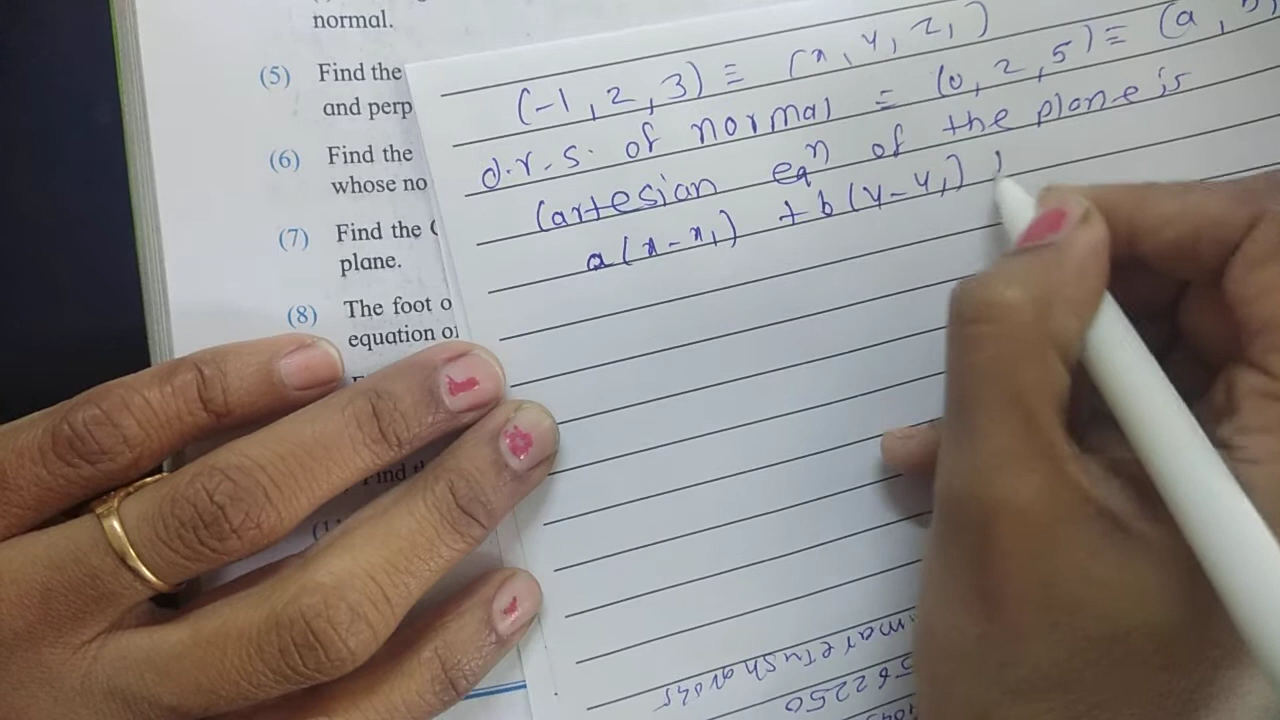 normal.
(5) Find the
and perp
(6) Find the
whose no
(7) Find the
plane.
(8) The foot o
equation of
(-1, 2, 3) ≡ (x, y, z,)
d.r.s. of normal = (0, 2, 5) ≡ (a, b,
Cartesian eqn of the plane is
a(x-x1) + b(y-y1)